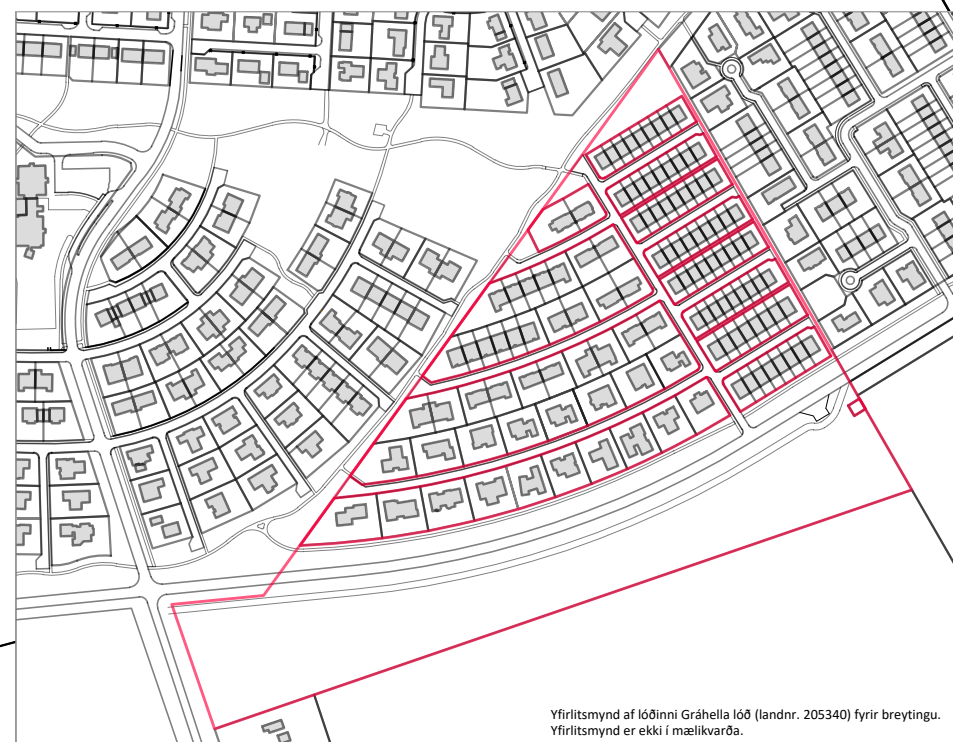 Yfirlitsmynd af lóðinni Gráhella lóð (landnr. 205340) fyrir breytingu.
Yfirlitsmynd er ekki í mælikvarða.